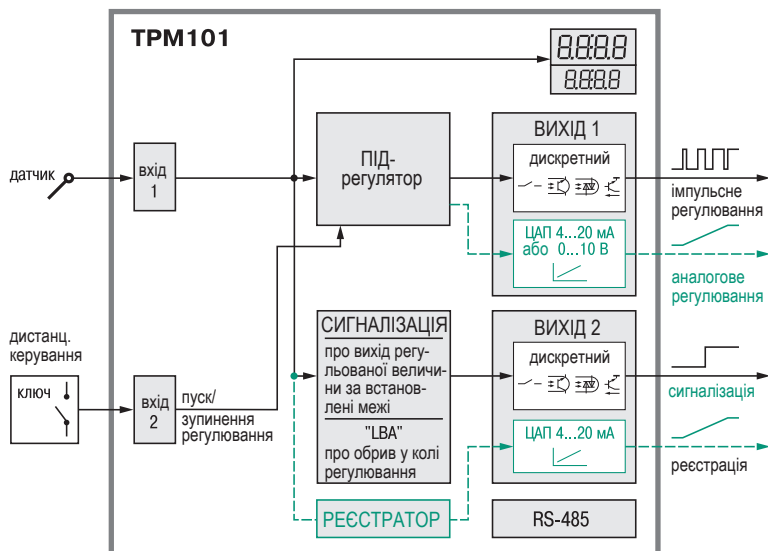 ТРМ101
8.8.8.8
8.8.8.8
датчик
вхід
1
ПІД-
регулятор
ВИХІД 1
дискретний
ЦАП 4...20 мА
або 0...10 В
імпульсне
регулювання
аналогове
регулювання
дистанц.
керування
ключ
вхід
2
пуск/
зупинення
регулювання
СИГНАЛІЗАЦІЯ
про вихід регу-
льованої величи-
ни за встанов-
лені межі
"LBA"
про обрив у колі
регулювання
ВИХІД 2
дискретний
ЦАП 4...20 мА
сигналізація
реєстрація
РЕЄСТРАТОР
RS-485